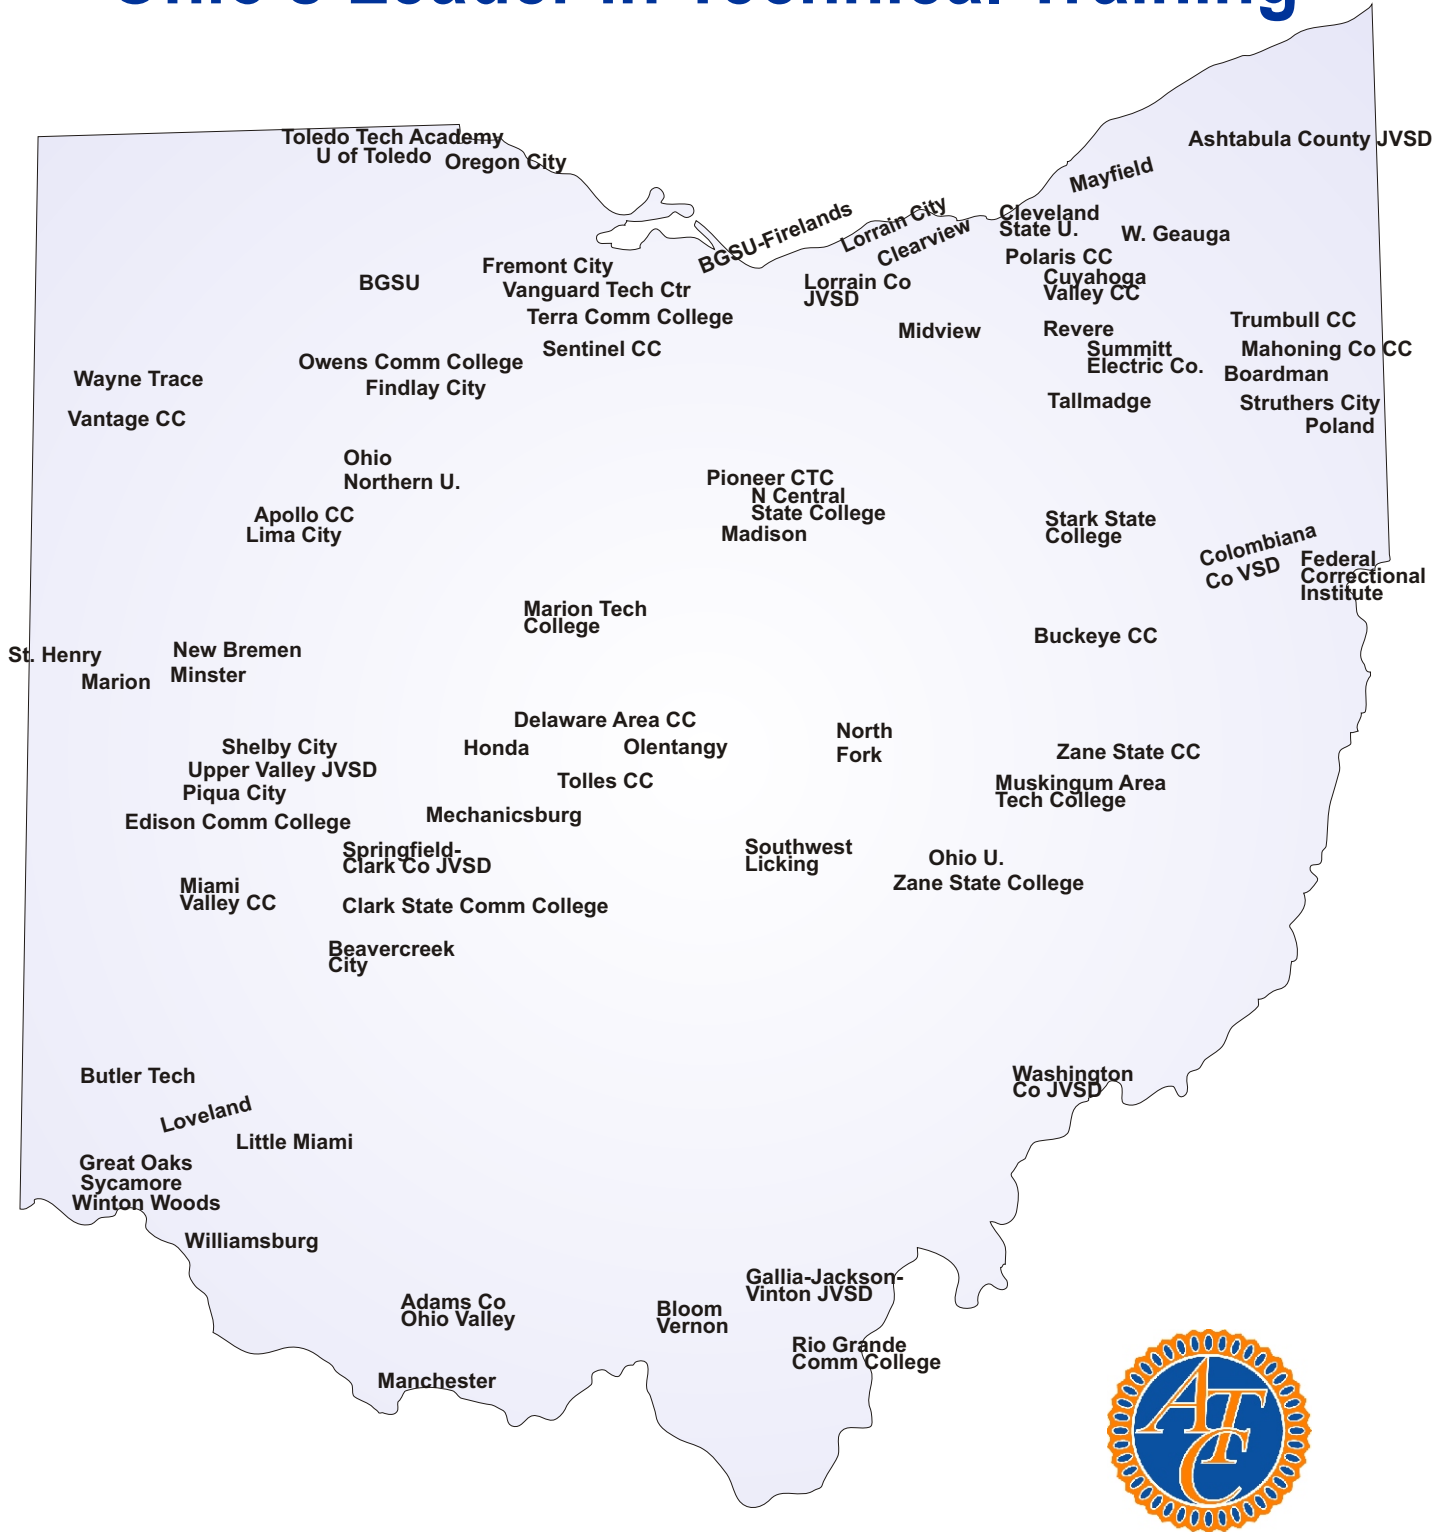 Ohio's Leader in Technical Training
Toledo Tech Academy
U of Toledo
Oregon City
Ashtabula County JVSD
Mayfield
BGSU-Firelands
Lorrain City
Clearview
Cleveland
State U.
W. Geauga
BGSU
Fremont City
Vanguard Tech Ctr
Terra Comm College
Sentinel CC
Lorrain Co
JVSD
Midview
Polaris CC
Cuyahoga
Valley CC
Revere
Summitt
Electric Co.
Tallmadge
Trumbull CC
Mahoning Co CC
Boardman
Struthers City
Poland
Owens Comm College
Findlay City
Wayne Trace
Vantage CC
Ohio
Northern U.
Apollo CC
Lima City
Pioneer CTC
N Central
State College
Madison
Stark State
College
Colombiana
Co VSD
Federal
Correctional
Institute
Marion Tech
College
Buckeye CC
St. Henry
Marion
New Bremen
Minster
Delaware Area CC
Honda
Olentangy
Tolles CC
North
Fork
Zane State CC
Muskingum Area
Tech College
Shelby City
Upper Valley JVSD
Piqua City
Edison Comm College
Mechanicsburg
Springfield-
Clark Co JVSD
Southwest
Licking
Ohio U.
Zane State College
Miami
Valley CC
Clark State Comm College
Beavercreek
City
Butler Tech
Loveland
Little Miami
Great Oaks
Sycamore
Winton Woods
Williamsburg
Washington
Co JVSD
Gallia-Jackson-
Vinton JVSD
Adams Co
Ohio Valley
Bloom
Vernon
Rio Grande
Comm College
Manchester
ATC